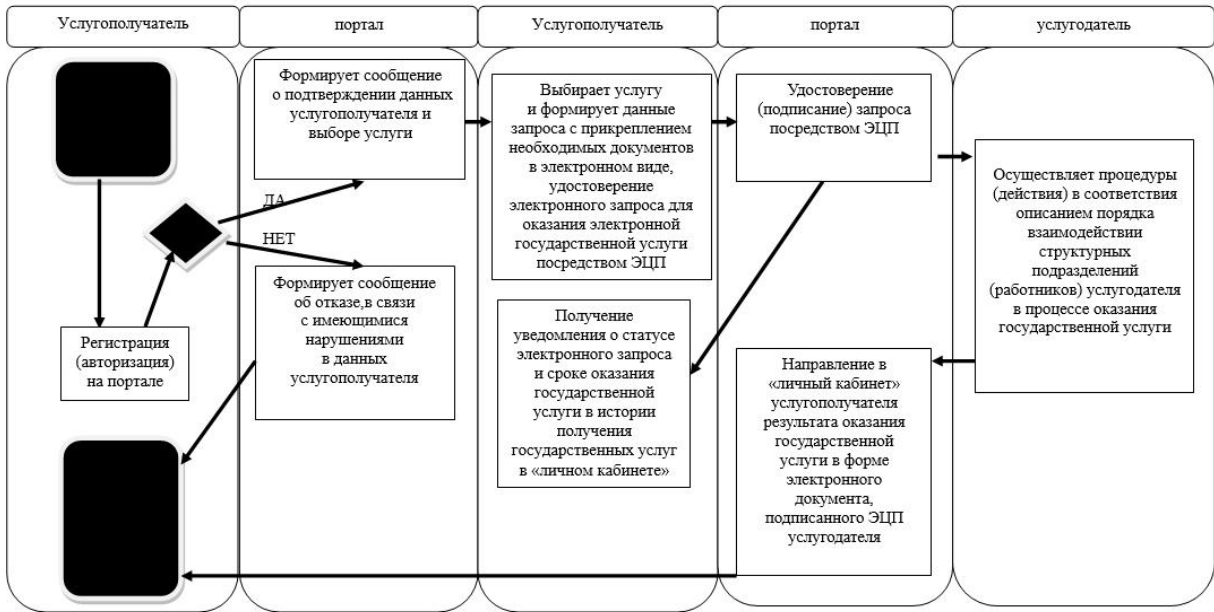 Услугополучатель
портал
Услугополучатель
портал
услугодатель
Регистрация
(авторизация)
на портале
ДА
НЕТ
Формирует сообщение
о подтверждении данных
услугополучателя и
выборе услуги
Формирует сообщение
об отказе,в связи
с имеющимися
нарушениями
в данных
услугополучателя
Выбирает услугу
и формирует данные
запроса с прикреплением
необходимых документов
в электронном виде,
удостоверение
электронного запроса для
оказания электронной
государственной услуги
посредством ЭЦП
Получение
уведомления о статусе
электронного запроса
и сроке оказания
государственной
услуги в истории
получения
государственных услуг
в «личном кабинете»
Удостоверение
(подписание) запроса
посредством ЭЦП
Направление в
«личный кабинет»
услугополучателя
результата оказания
государственной
услуги в форме
электронного
документа,
подписанного ЭЦП
услугодателя
Осуществляет процедуры
(действия) в соответствия
описанием порядка
взаимодействии
структурных
подразделений
(работников) услугодателя
в процессе оказания
государственной услуги